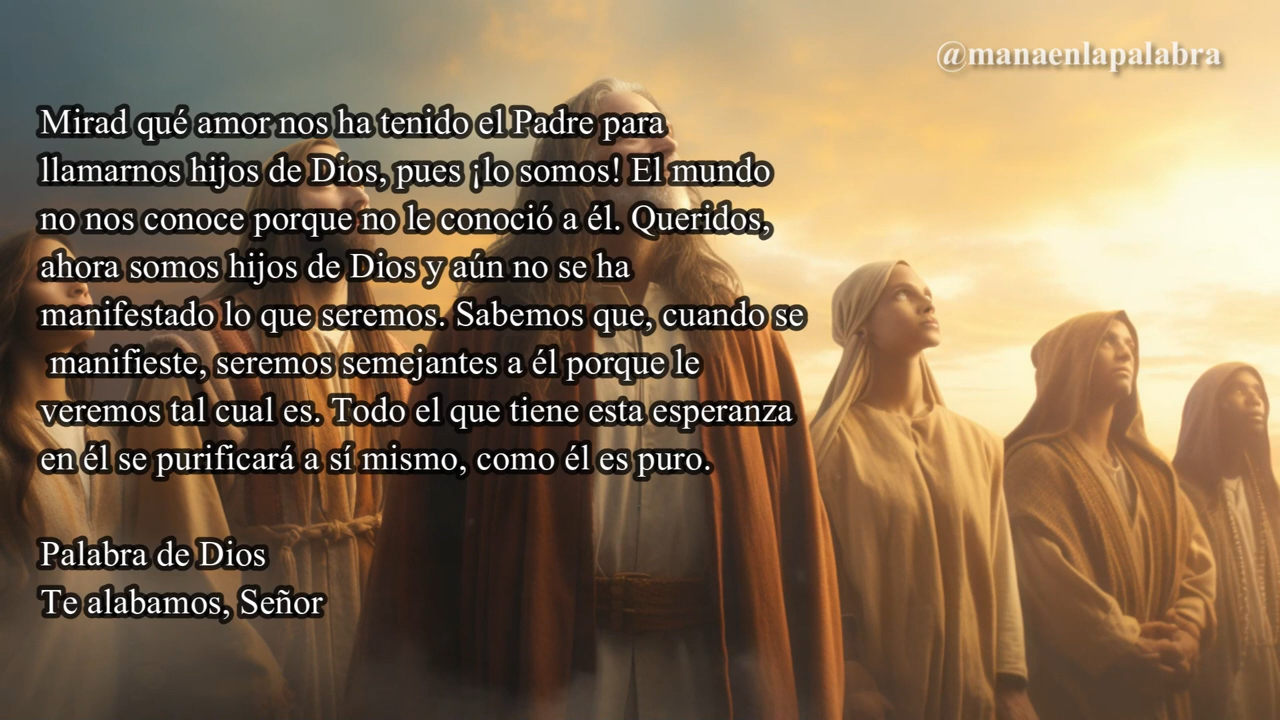 @manaenlapalabra
Mirad qué amor nos ha tenido el Padre para
llamarnos hijos de Dios, pues ¡lo somos! El mundo
no nos conoce porque no le conoció a él. Queridos,
ahora somos hijos de Dios y aún no se ha
manifestado lo que seremos. Sabemos que, cuando se
manifieste, seremos semejantes a él porque le
veremos tal cual es. Todo el que tiene esta esperanza
en él se purificará a sí mismo, como él es puro.
Palabra de Dios
Te alabamos, Señor